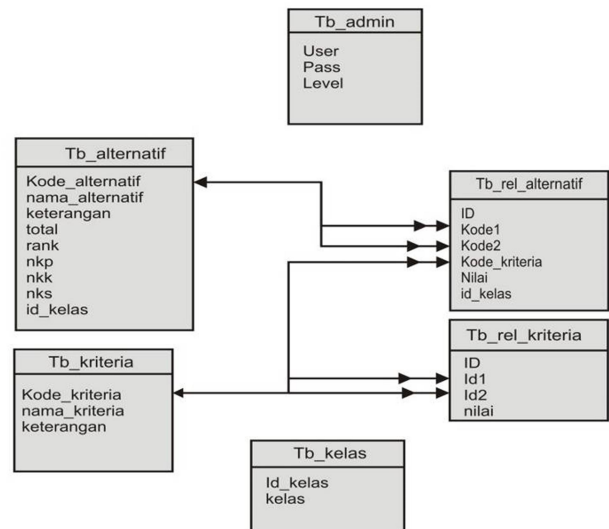 Tb_admin
User
Pass
Level
Tb_alternatif
Kode_alternatif
nama_alternatif
keterangan
total
rank
nkp
nkk
nks
id_kelas
Tb_rel_alternatif
ID
Kode1
Kode2
Kode_kriteria
Nilai
id_kelas
Tb_kriteria
Kode_kriteria
nama_kriteria
keterangan
Tb_rel_kriteria
ID
Id1
Id2
nilai
Tb_kelas
Id_kelas
kelas